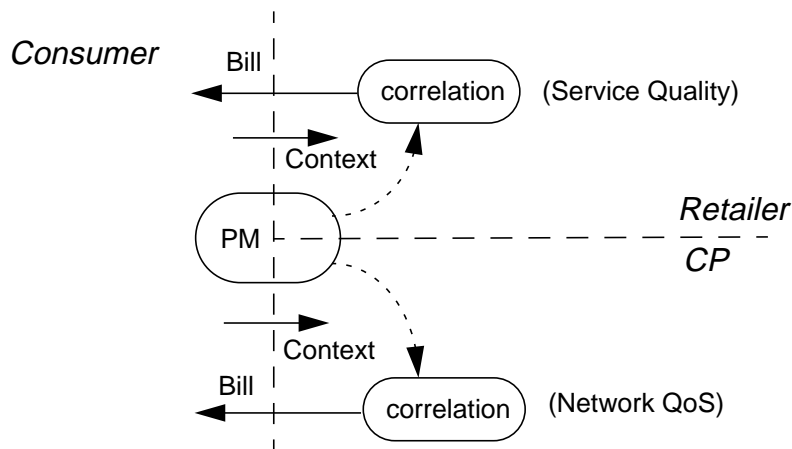 Consumer
Bill
correlation
(Service Quality)
Context
Retailer
PM
CP
Context
Bill
correlation
(Network QoS)